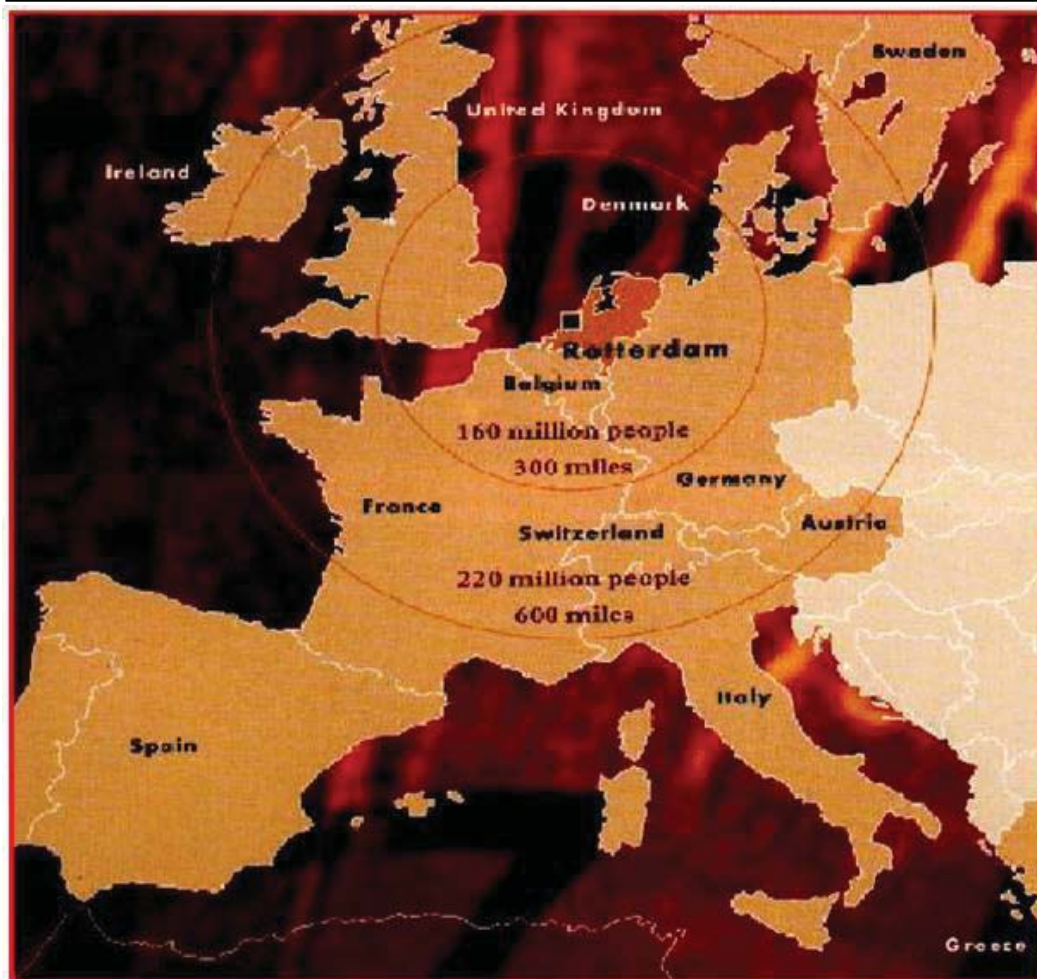 Sweden
United Kingdom
Ireland
Denmark
Rotterdam
Belgium
160 million people
300 miles
Germany
France
Austria
Switzerland
220 million people
600 miles
Italy
Spain
Greece